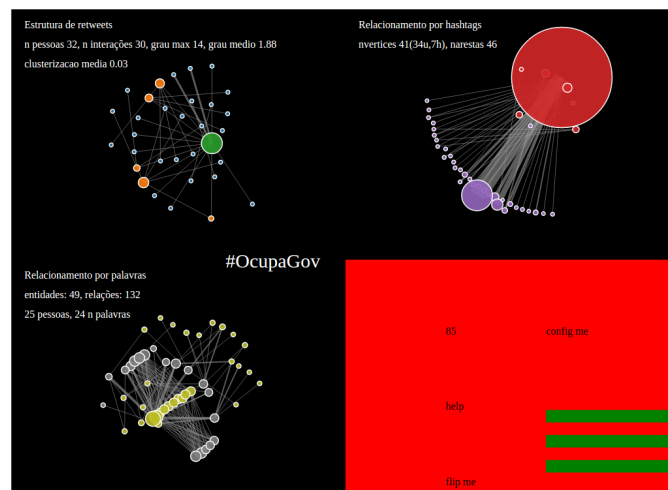 Estrutura de retweets
n pessoas 32, n interações 30, grau max 14, grau medio 1.88
clusterizacao media 0.03
Relacionamento por hashtags
nvertices 41(34u,7h), narestas 46
#OcupaGov
Relacionamento por palavras
entidades: 49, relações: 132
25 pessoas, 24 n palavras
85
config me
help
flip me